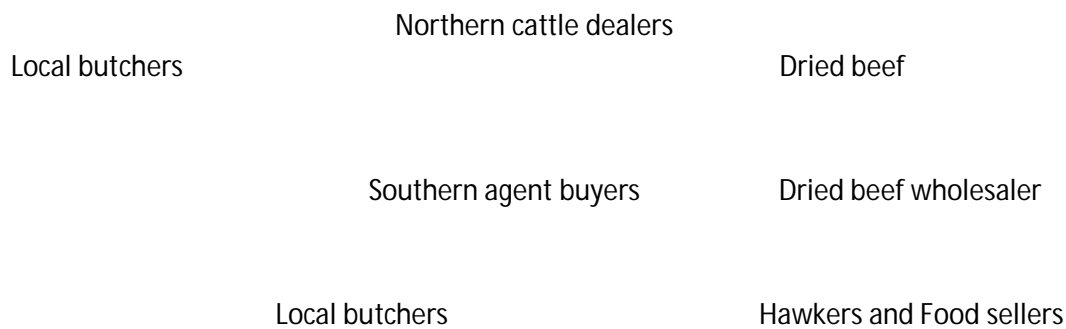 Northern cattle dealers
Local butchers Dried beef
Southern agent buyers Dried beef wholesaler
Local butchers Hawkers and Food sellers